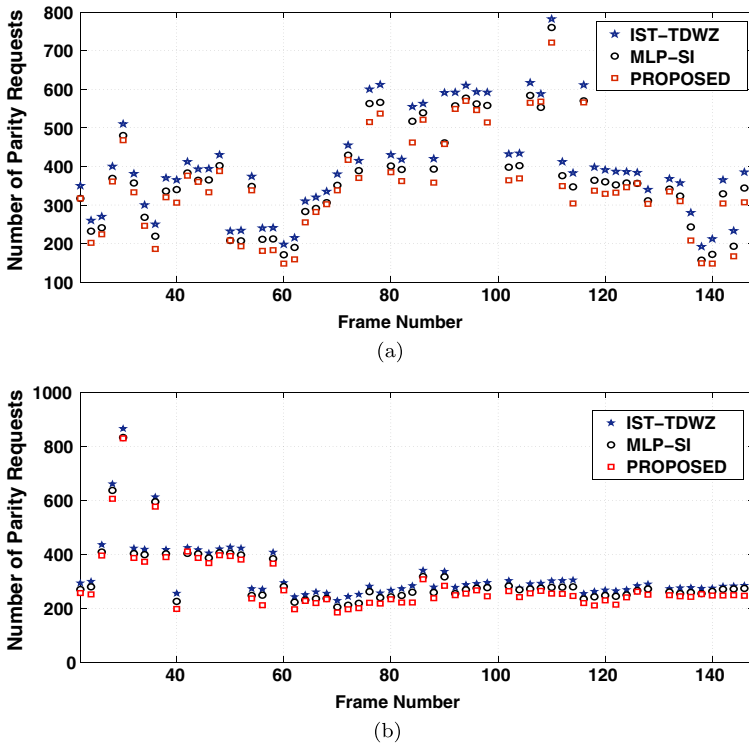 800
700
600
500
400
300
200
100
Number of Parity Requests
IST-TDWZ
MLP-SI
PROPOSED
40 60 80 100 120 140
Frame Number
(a)
1000
800
600
400
200
0
Number of Parity Requests
IST-TDWZ
MLP-SI
PROPOSED
40 60 80 100 120 140
Frame Number
(b)